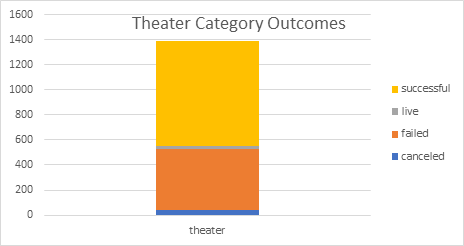 Theater Category Outcomes
1600
1400
1200
1000
800
600
400
200
0
theater
successful
live
failed
canceled